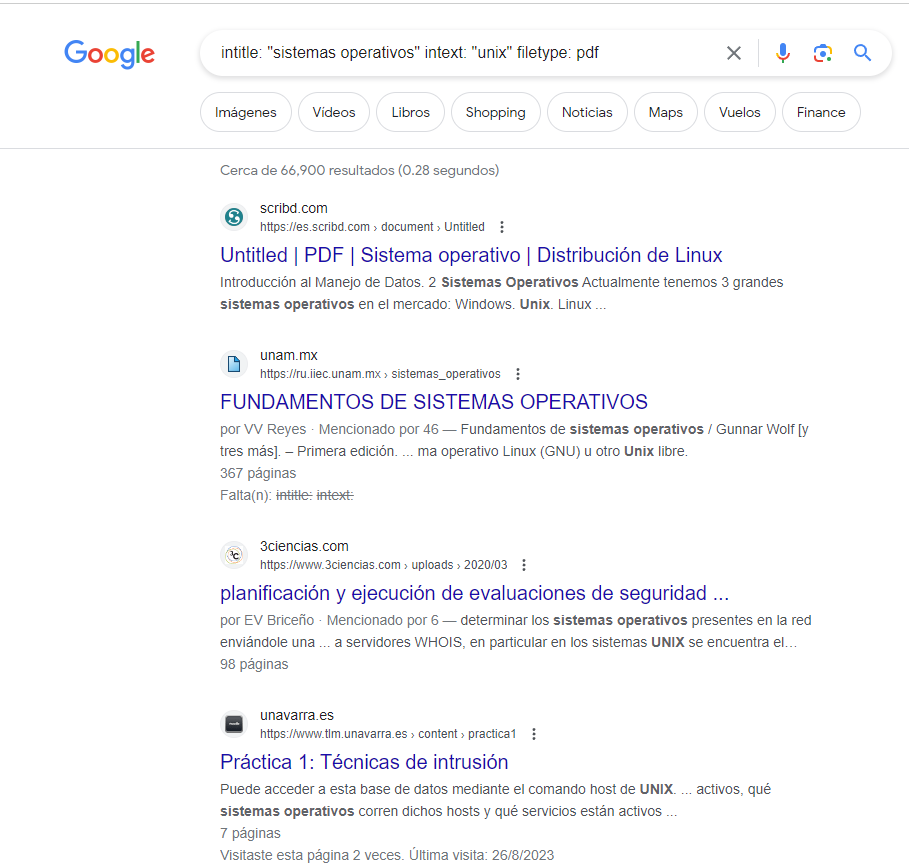 Google
intitle: "sistemas operativos" intext: "unix" filetype: pdf
Imágenes
Vídeos
Libros
Shopping
Noticias
Maps
Vuelos
Finance
Cerca de 66,900 resultados (0.28 segundos)
scribd.com
https://es.scribd.com › document › Untitled
Untitled | PDF | Sistema operativo | Distribución de Linux
Introducción al Manejo de Datos. 2 Sistemas Operativos Actualmente tenemos 3 grandes
sistemas operativos en el mercado: Windows. Unix. Linux ...
unam.mx
https://ru.iiec.unam.mx › sistemas_operativos
FUNDAMENTOS DE SISTEMAS OPERATIVOS
por VV Reyes · Mencionado por 46 — Fundamentos de sistemas operativos / Gunnar Wolf [y
tres más]. – Primera edición. ... ma operativo Linux (GNU) u otro Unix libre.
367 páginas
Falta(n): intitle: intext:
3ciencias.com
https://www.3ciencias.com › uploads › 2020/03
planificación y ejecución de evaluaciones de seguridad ...
por EV Briceño · Mencionado por 6 — determinar los sistemas operativos presentes en la red
enviándole una ... a servidores WHOIS, en particular en los sistemas UNIX se encuentra el...
98 páginas
unavarra.es
https://www.tlm.unavarra.es › content › practica1
Práctica 1: Técnicas de intrusión
Puede acceder a esta base de datos mediante el comando host de UNIX. ... activos, qué
sistemas operativos corren dichos hosts y qué servicios están activos ...
7 páginas
Visitaste esta página 2 veces. Última visita: 26/8/2023